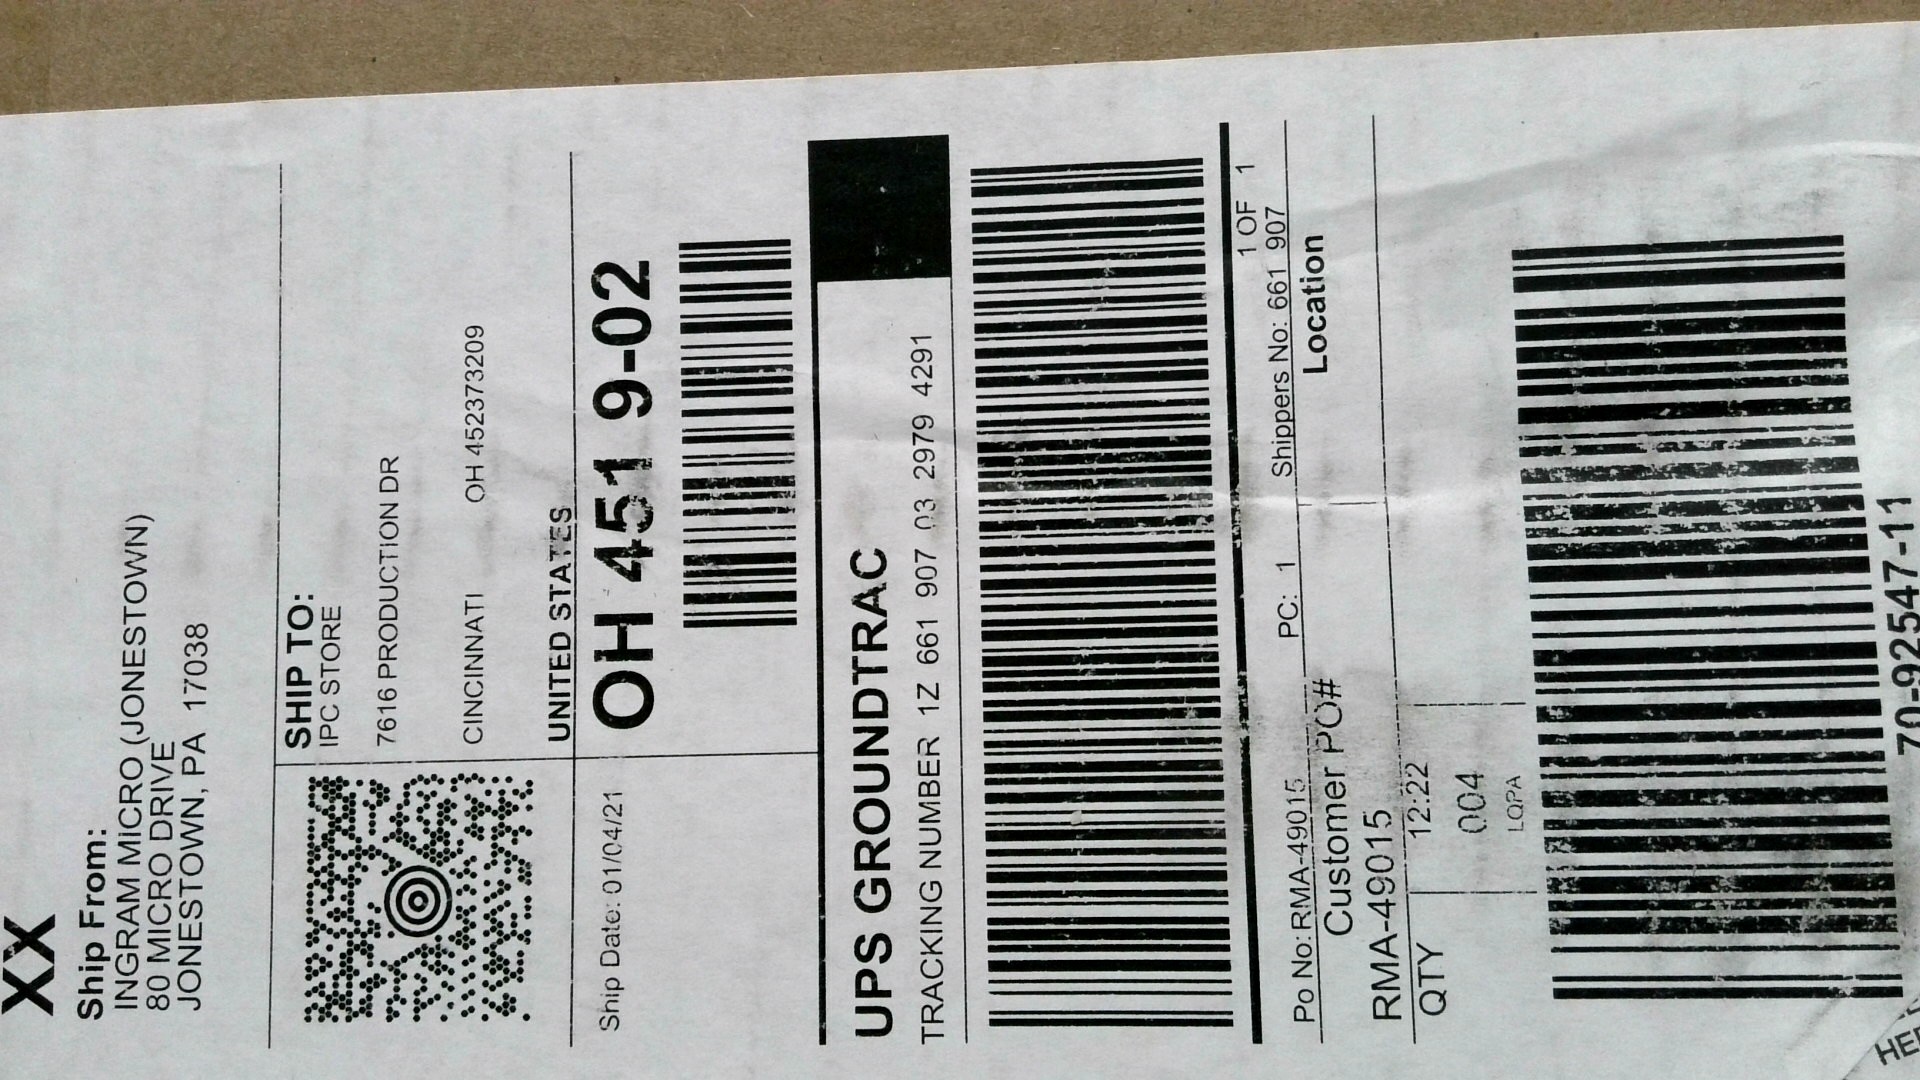 XX
Ship From:
INGRAM MICRO (JONESTOWN)
80 MICRO DRIVE
JONESTOWN, PA 17038
SHIP TO:
IPC STORE
7616 PRODUCTION DR
CINCINNATI OH 452373209
UNITED STATES
Ship Date: 01/04/21
OH 451 9-02
UPS GROUNDTRAC
TRACKING NUMBER 1Z 661 907 03 2979 4291
1 OF 1
Po No: RMA-49015 PC: 1 Shippers No: 661 907
Customer PO# Location
RMA-49015
QTY 12:22
004
LOPA
70-92547-11